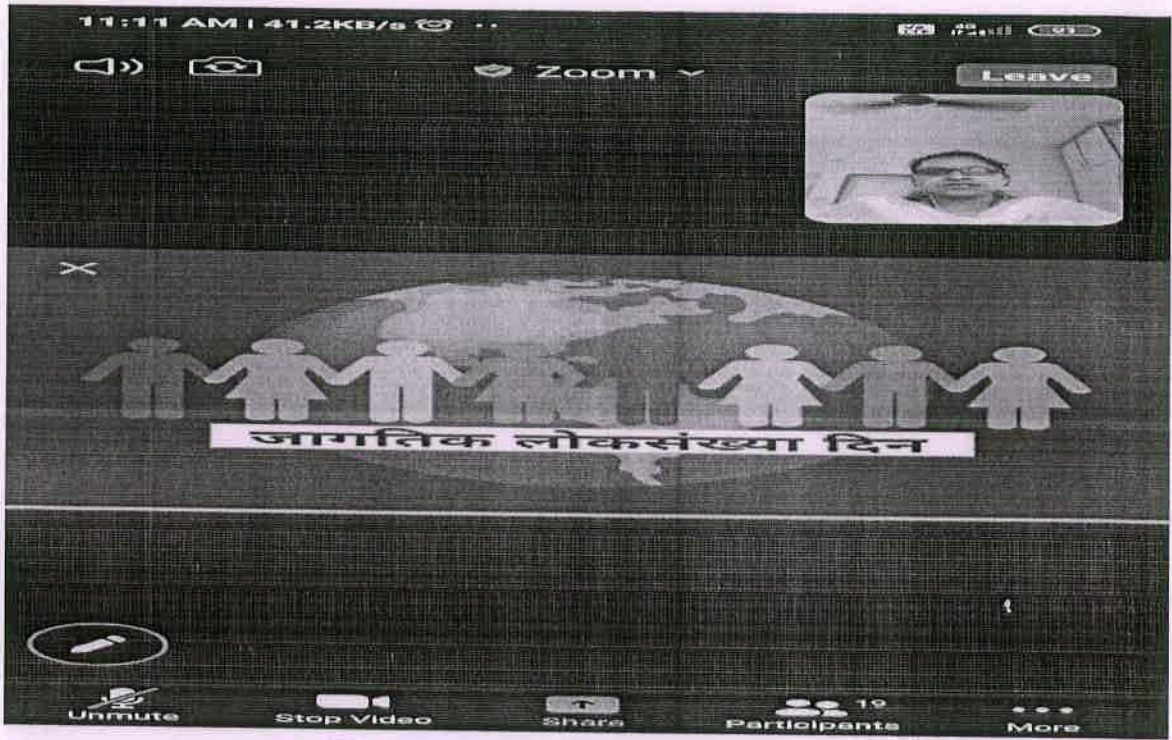 11:11 AM | 41.2KB/s
Zoom
Leave
जागतिक लोकसंख्या दिन
Unmute
Stop Video
Share
Participants
19
More